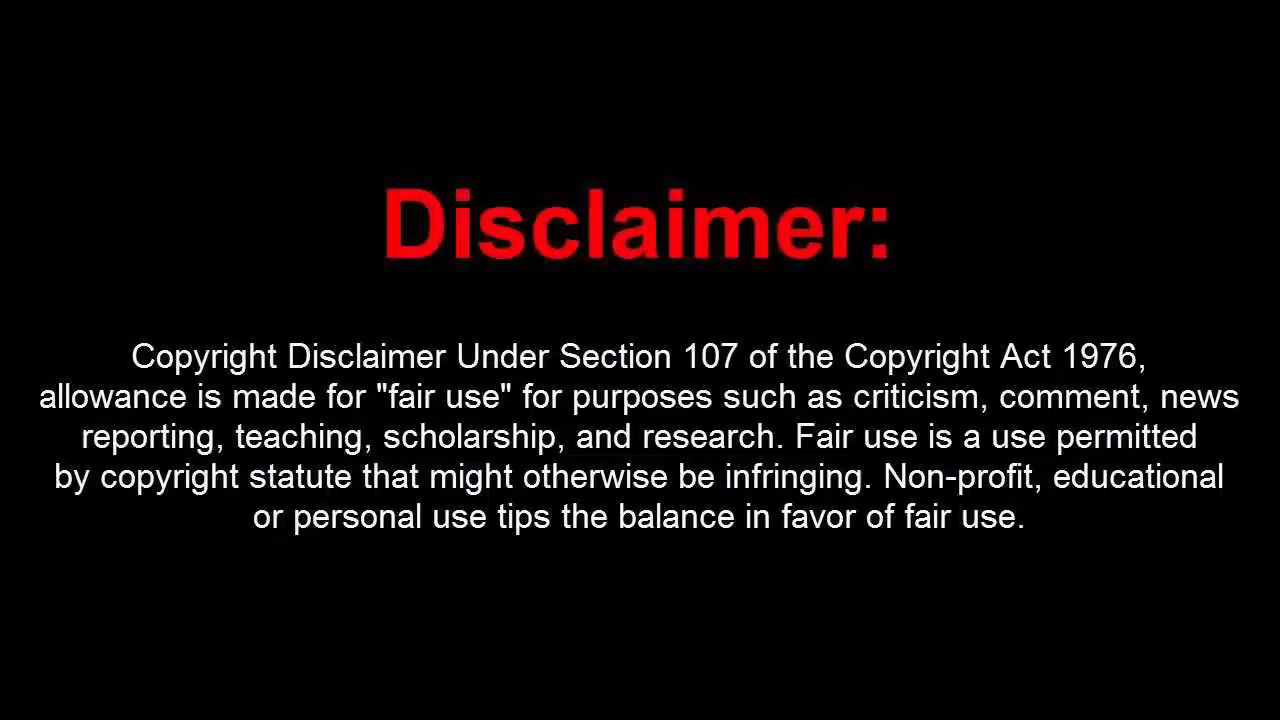 Disclaimer:
Copyright Disclaimer Under Section 107 of the Copyright Act 1976,
allowance is made for "fair use" for purposes such as criticism, comment, news
reporting, teaching, scholarship, and research. Fair use is a use permitted
by copyright statute that might otherwise be infringing. Non-profit, educational
or personal use tips the balance in favor of fair use.